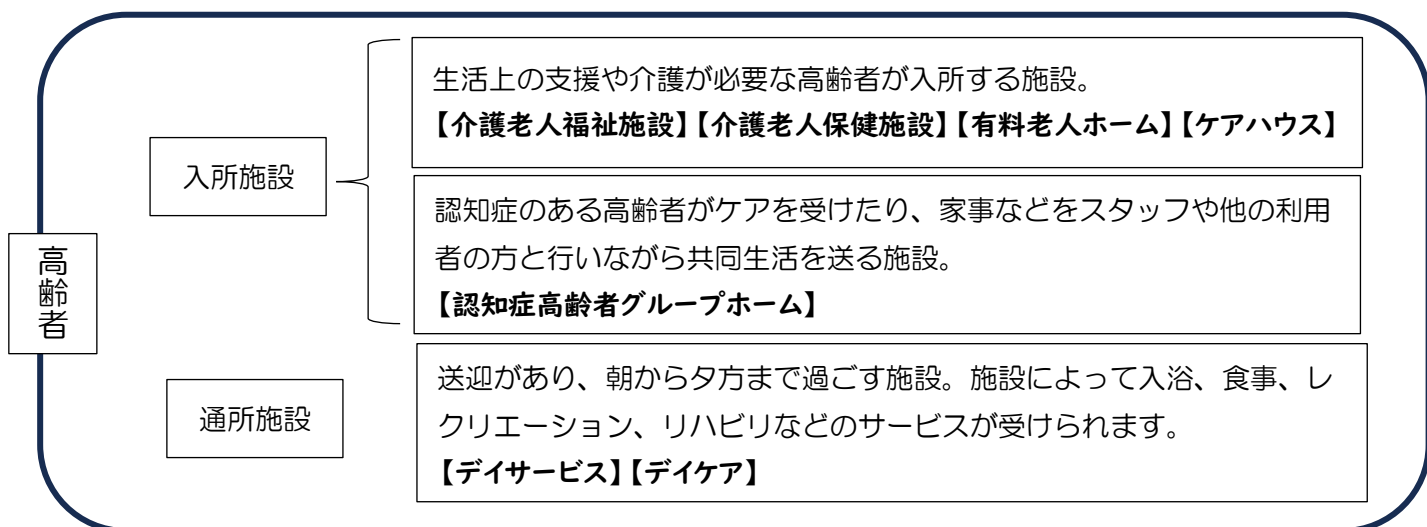 高齢者
入所施設
生活上の支援や介護が必要な高齢者が入所する施設。
【介護老人福祉施設】【介護老人保健施設】【有料老人ホーム】【ケアハウス】
認知症のある高齢者がケアを受けたり、家事などをスタッフや他の利用
者の方と行いながら共同生活を送る施設。
【認知症高齢者グループホーム】
通所施設
送迎があり、朝から夕方まで過ごす施設。施設によって入浴、食事、レ
クリエーション、リハビリなどのサービスが受けられます。
【デイサービス】【デイケア】